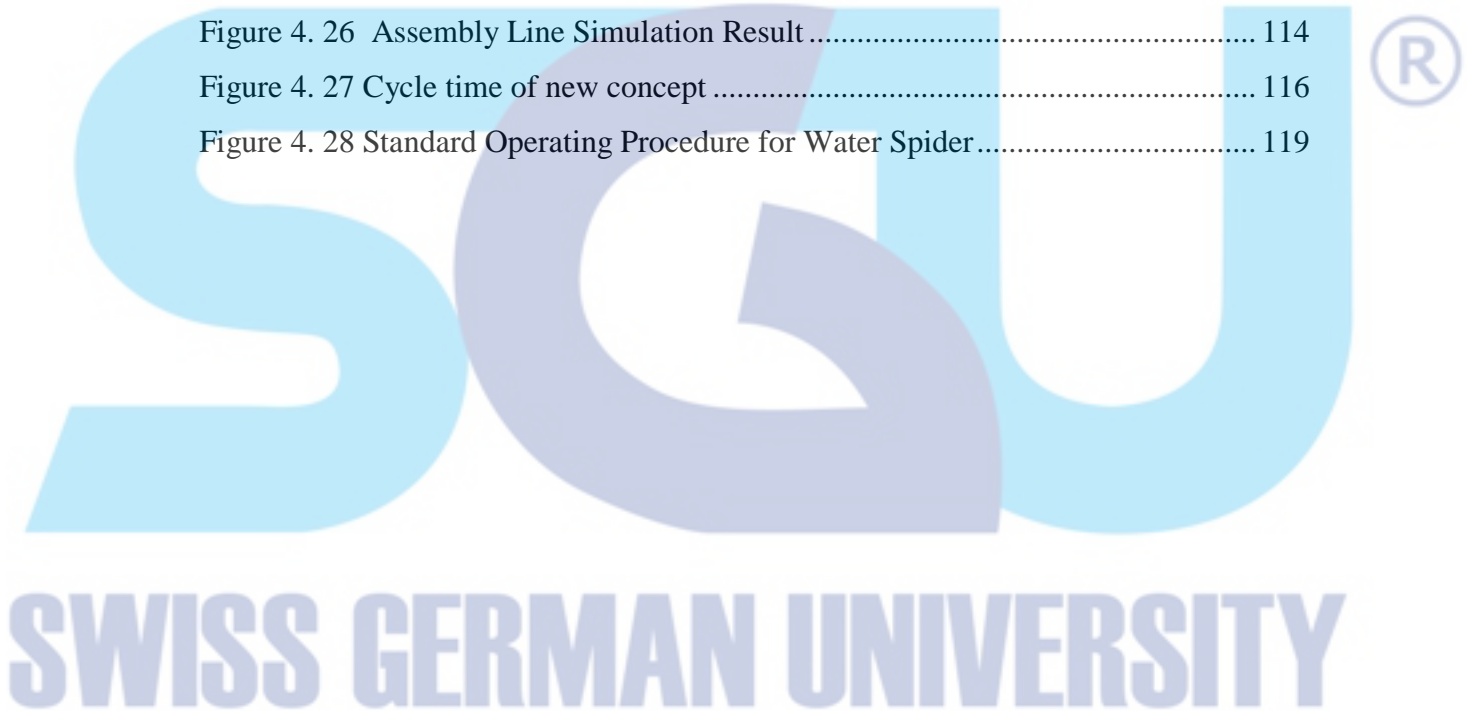 Figure 4. 26  Assembly Line Simulation Result ........................................................ 114
Figure 4. 27 Cycle time of new concept .................................................................... 116
Figure 4. 28 Standard Operating Procedure for Water Spider ................................... 119
SGU ®
SWISS GERMAN UNIVERSITY